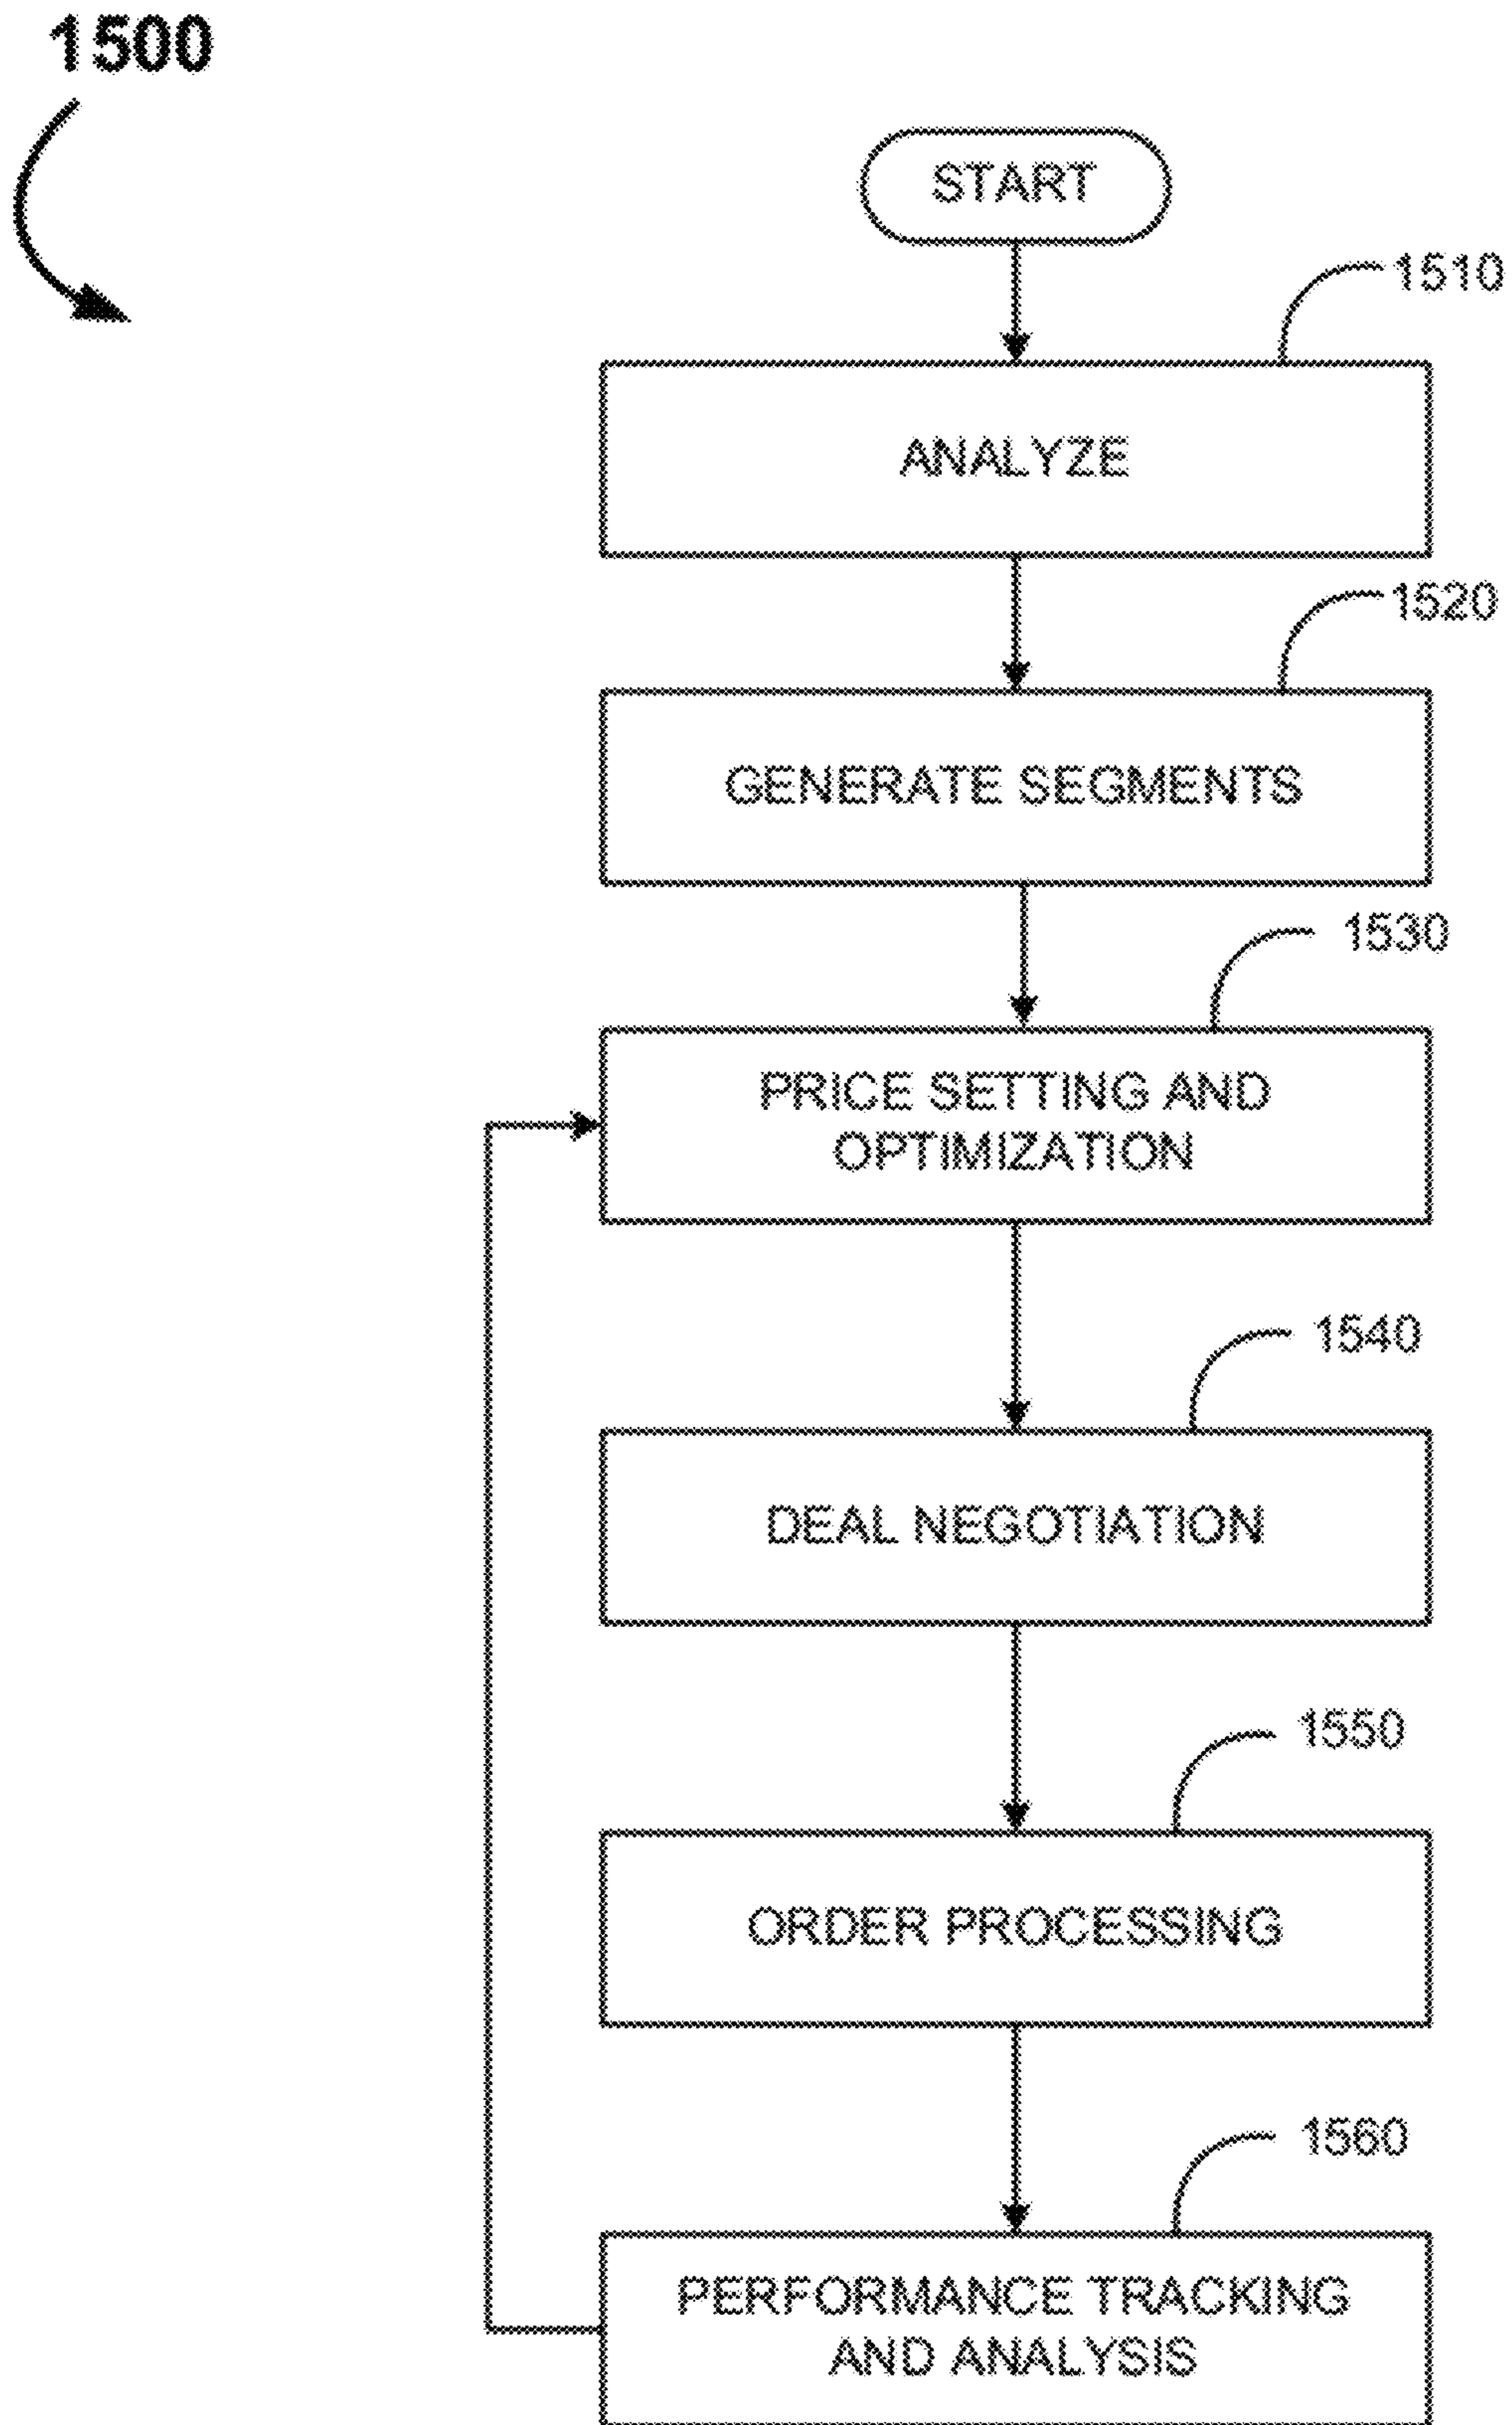 1500
START
1510
ANALYZE
1520
GENERATE SEGMENTS
1530
PRICE SETTING AND
OPTIMIZATION
1540
DEAL NEGOTIATION
1550
ORDER PROCESSING
1560
PERFORMANCE TRACKING
AND ANALYSIS